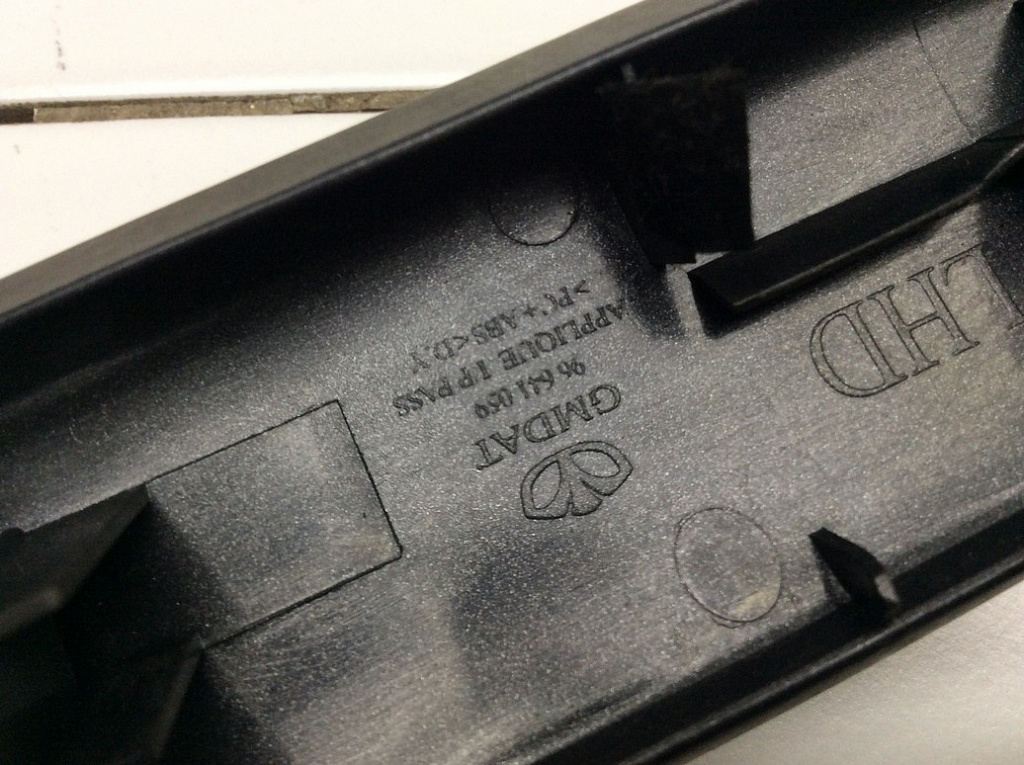 GMDAT
96 641 059
APPLIQUE I/P PASS
>PC+ABS<D.Y
LHD